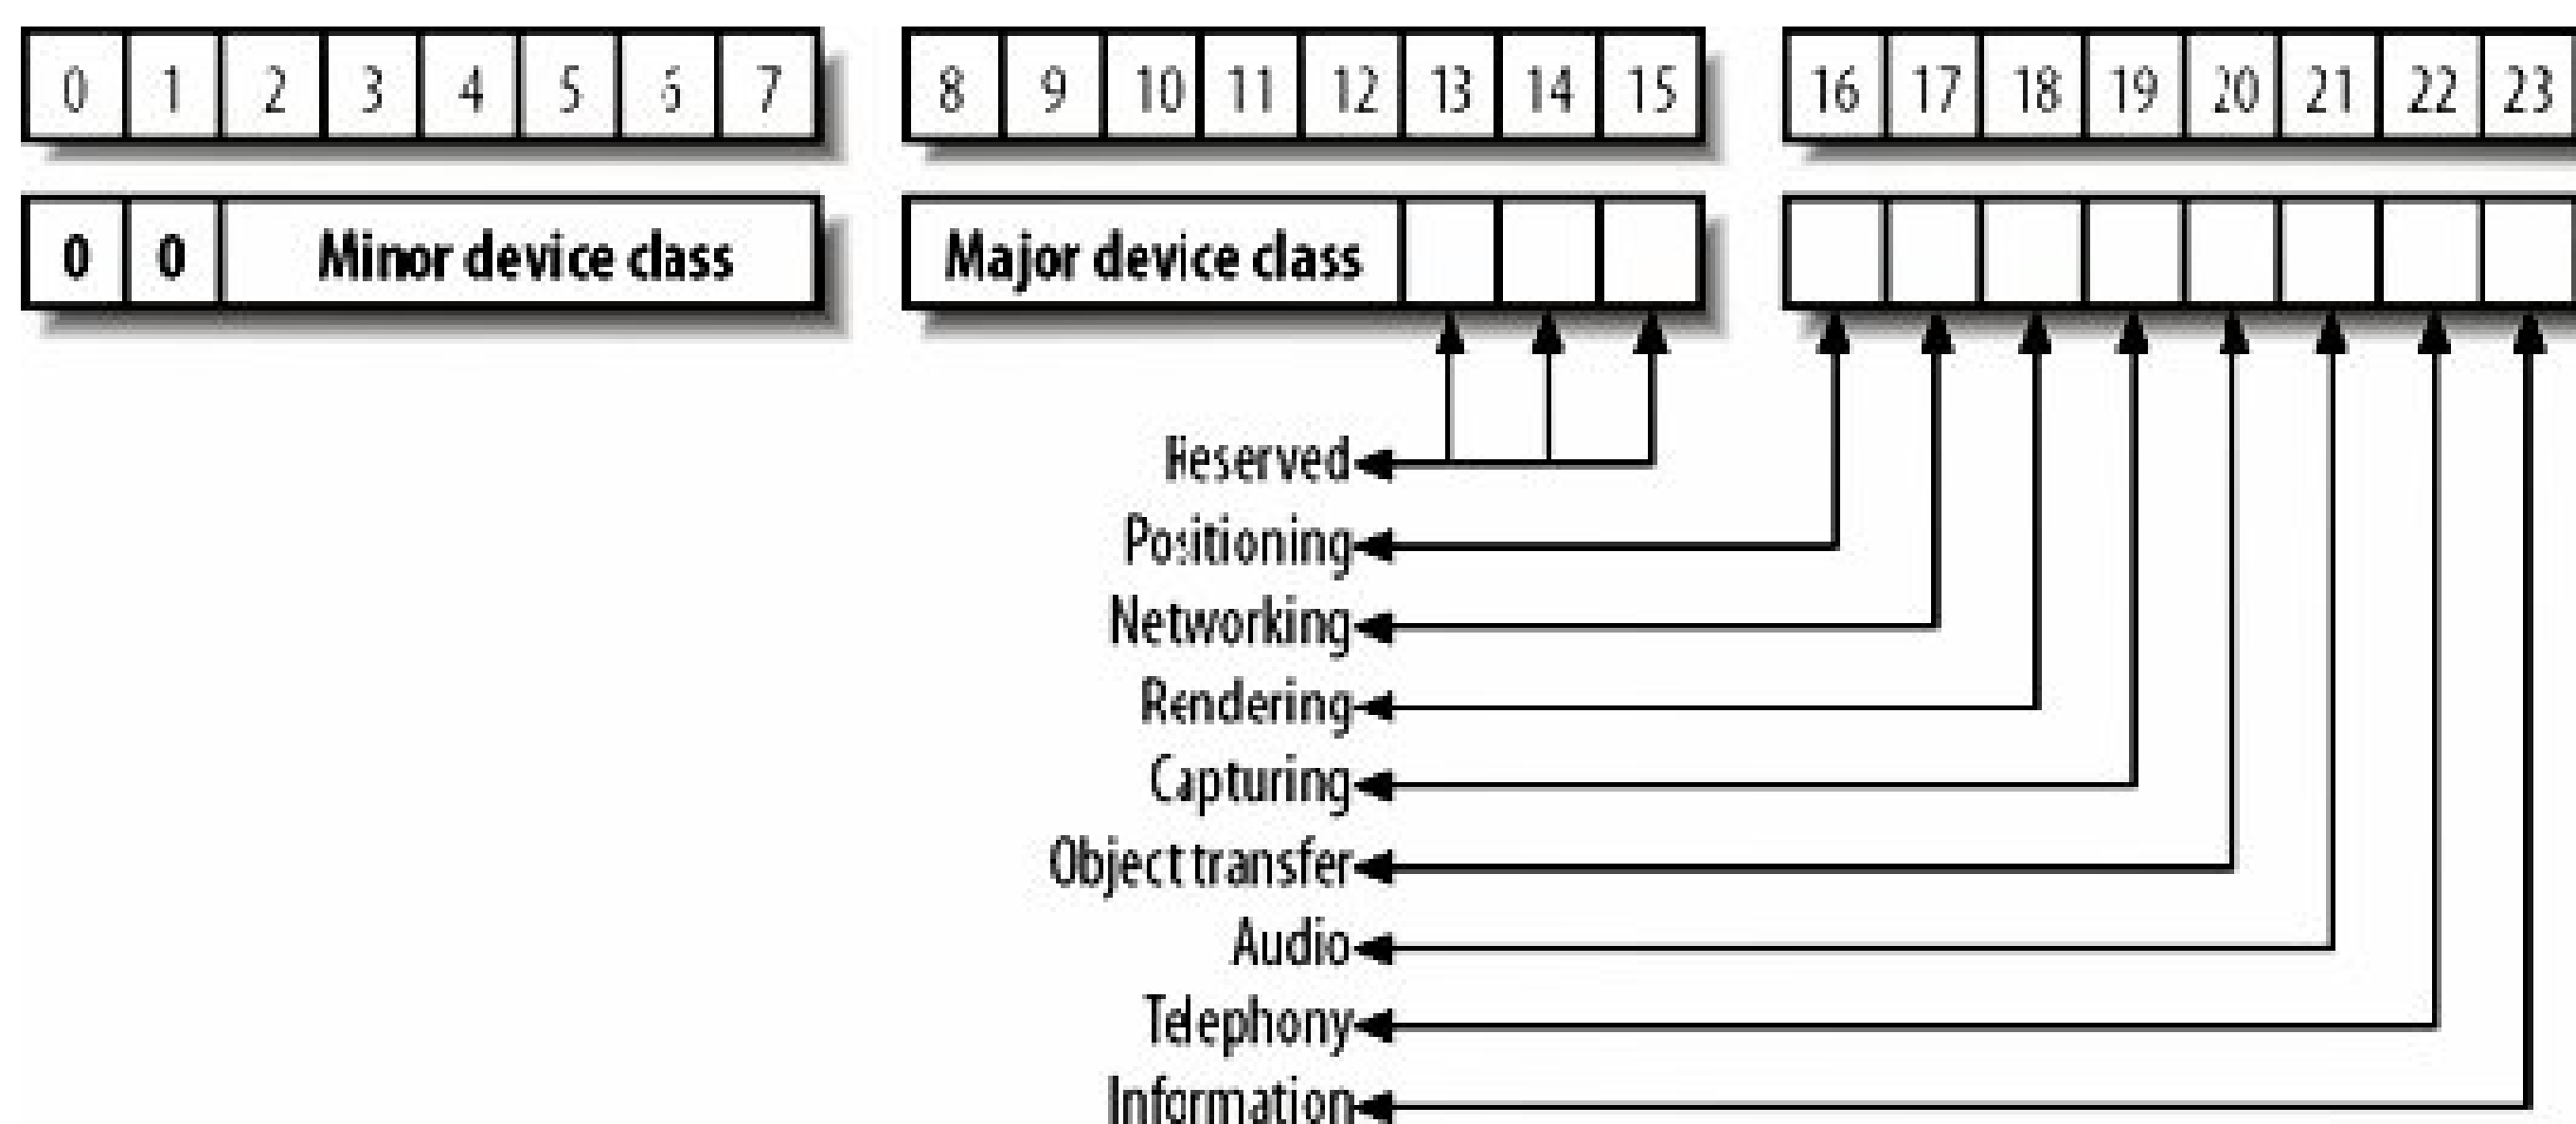 0 1 2 3 4 5 6 7 8 9 10 11 12 13 14 15 16 17 18 19 20 21 22 23
0 0 Minor device class Major device class
Reserved
Positioning
Networking
Rendering
Capturing
Object transfer
Audio
Telephony
Information